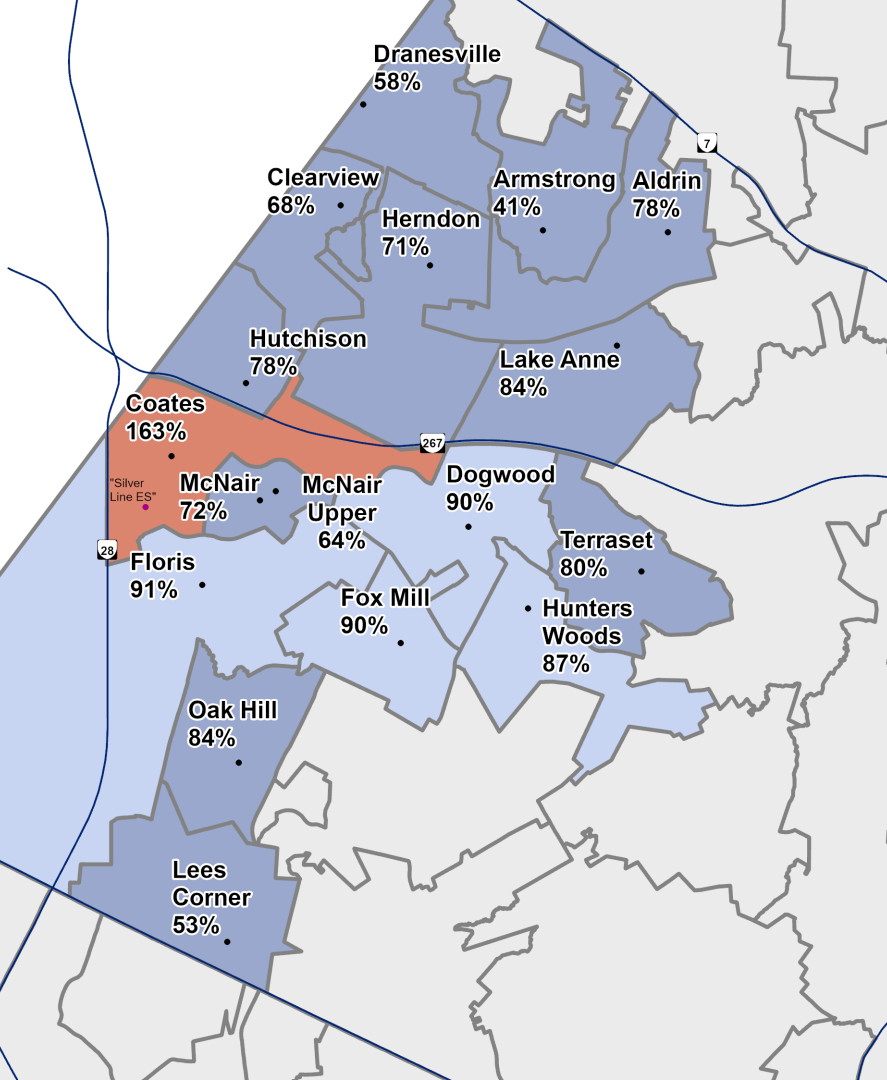 Dranesville
58%
7
Clearview
68%
Armstrong
41%
Aldrin
78%
Herndon
71%
Hutchison
78%
Lake Anne
84%
Coates
163%
267
"Silver
Line ES"
McNair
72%
McNair
Upper
64%
Dogwood
90%
28
Floris
91%
Terraset
80%
Fox Mill
90%
Hunters
Woods
87%
Oak Hill
84%
Lees
Corner
53%